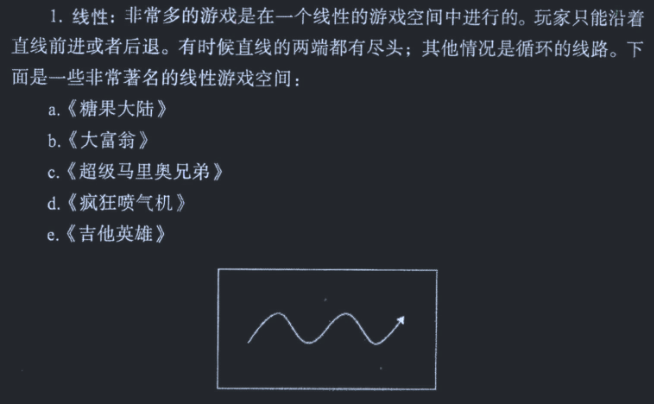 1. 线性：非常多的游戏是在一个线性的游戏空间中进行的。玩家只能沿着
直线前进或者后退。有时候直线的两端都有尽头；其他情况是循环的线路。下
面是一些非常著名的线性游戏空间：
a.《糖果大陆》
b.《大富翁》
c.《超级马里奥兄弟》
d.《疯狂喷气机》
e.《吉他英雄》